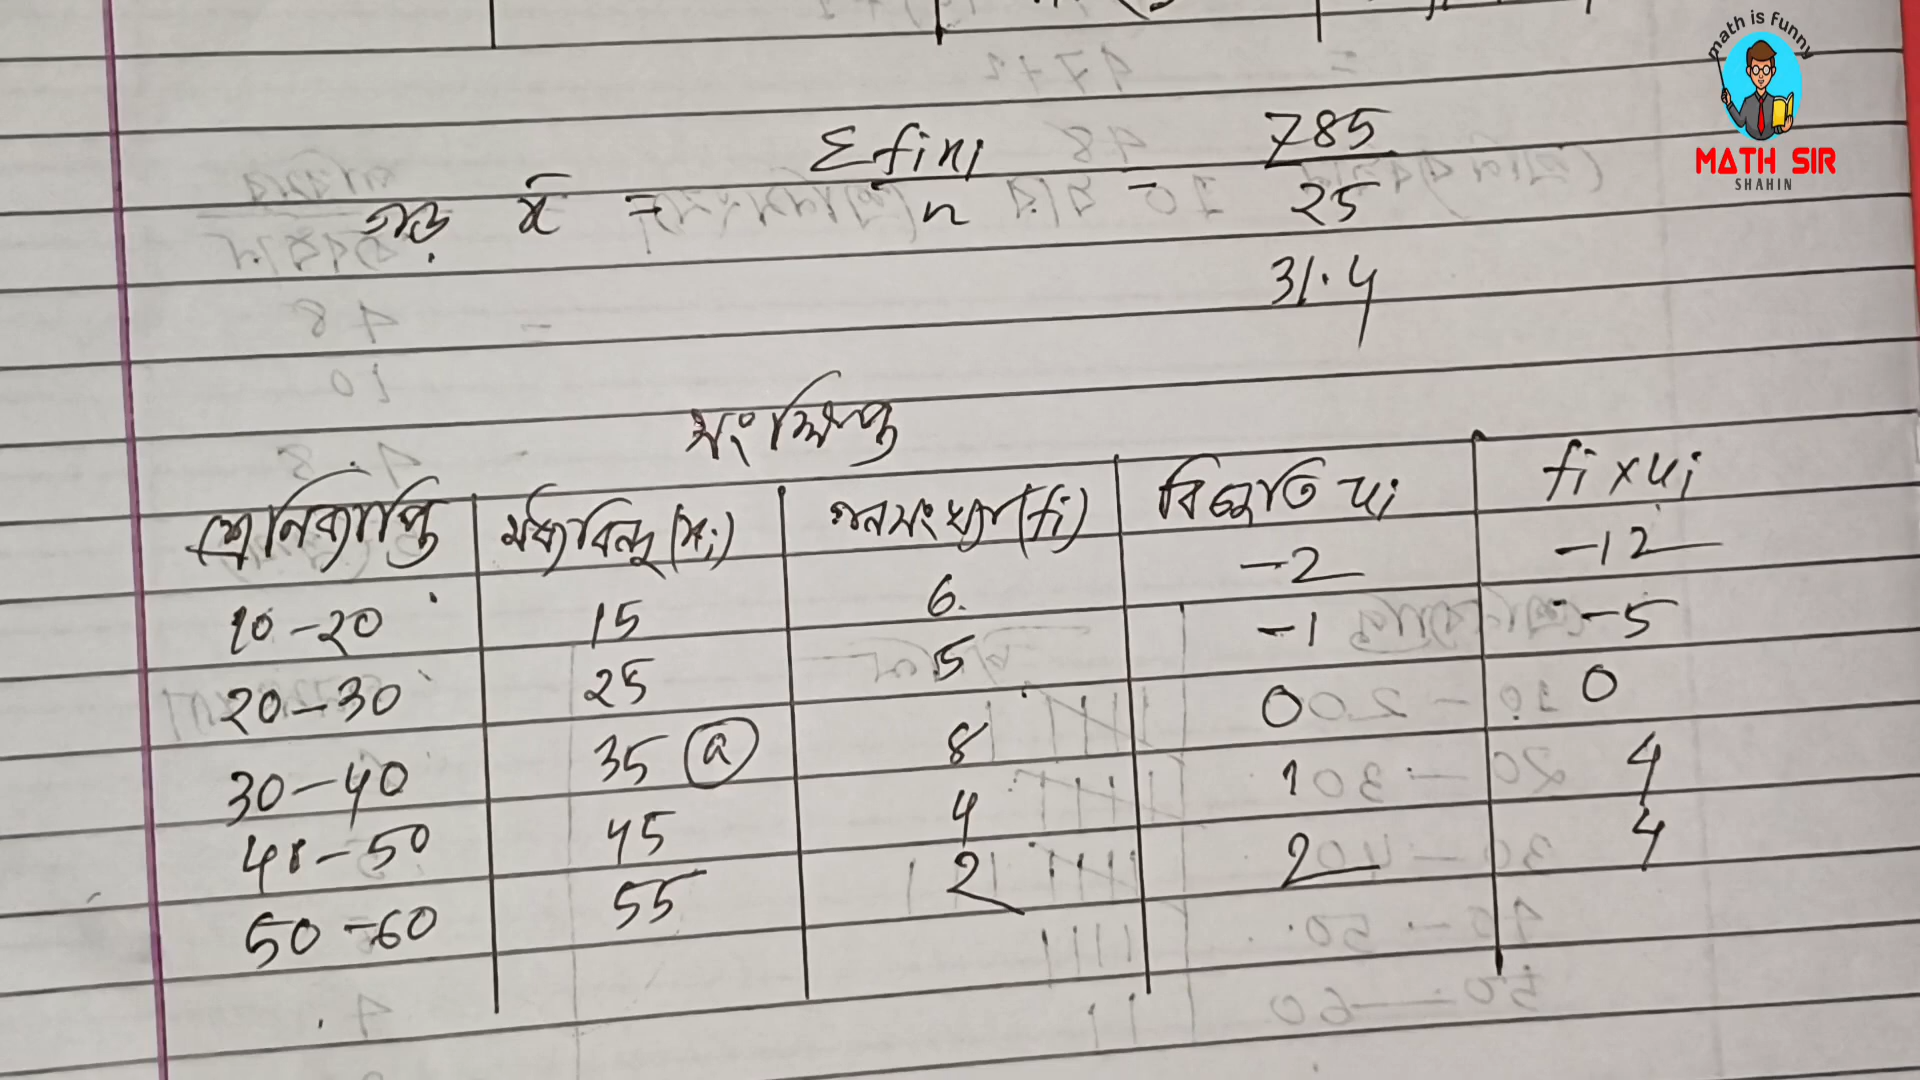 math is funny
MATH SIR
SHAHIN
Σfixi 785
গড় x̄ = n = 25
31.4
সংক্ষিপ্ত
শ্রেনিব্যাপ্তি মধ্যবিন্দু (xi) গনসংখ্যা (fi) বিচ্যুতি ui fi × ui
10-20 15 6 -2 -12
20-30 25 5 -1 -5
30-40 35 a 8 0 0
40-50 45 4 1 4
50-60 55 2 2 4